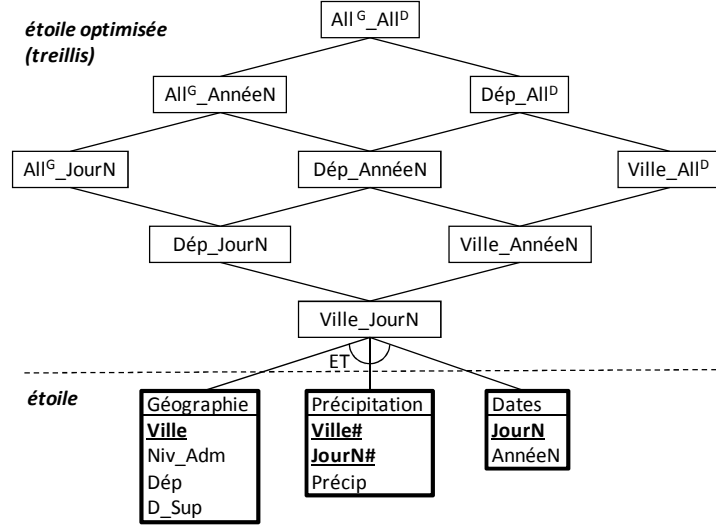 étoile optimisée
(treillis)
All^G_All^D
All^G_AnnéeN
Dép_All^D
All^G_JourN
Dép_AnnéeN
Ville_All^D
Dép_JourN
Ville_AnnéeN
Ville_JourN
ET
étoile
Géographie
Ville
Niv_Adm
Dép
D_Sup
Précipitation
Ville#
JourN#
Précip
Dates
JourN
AnnéeN